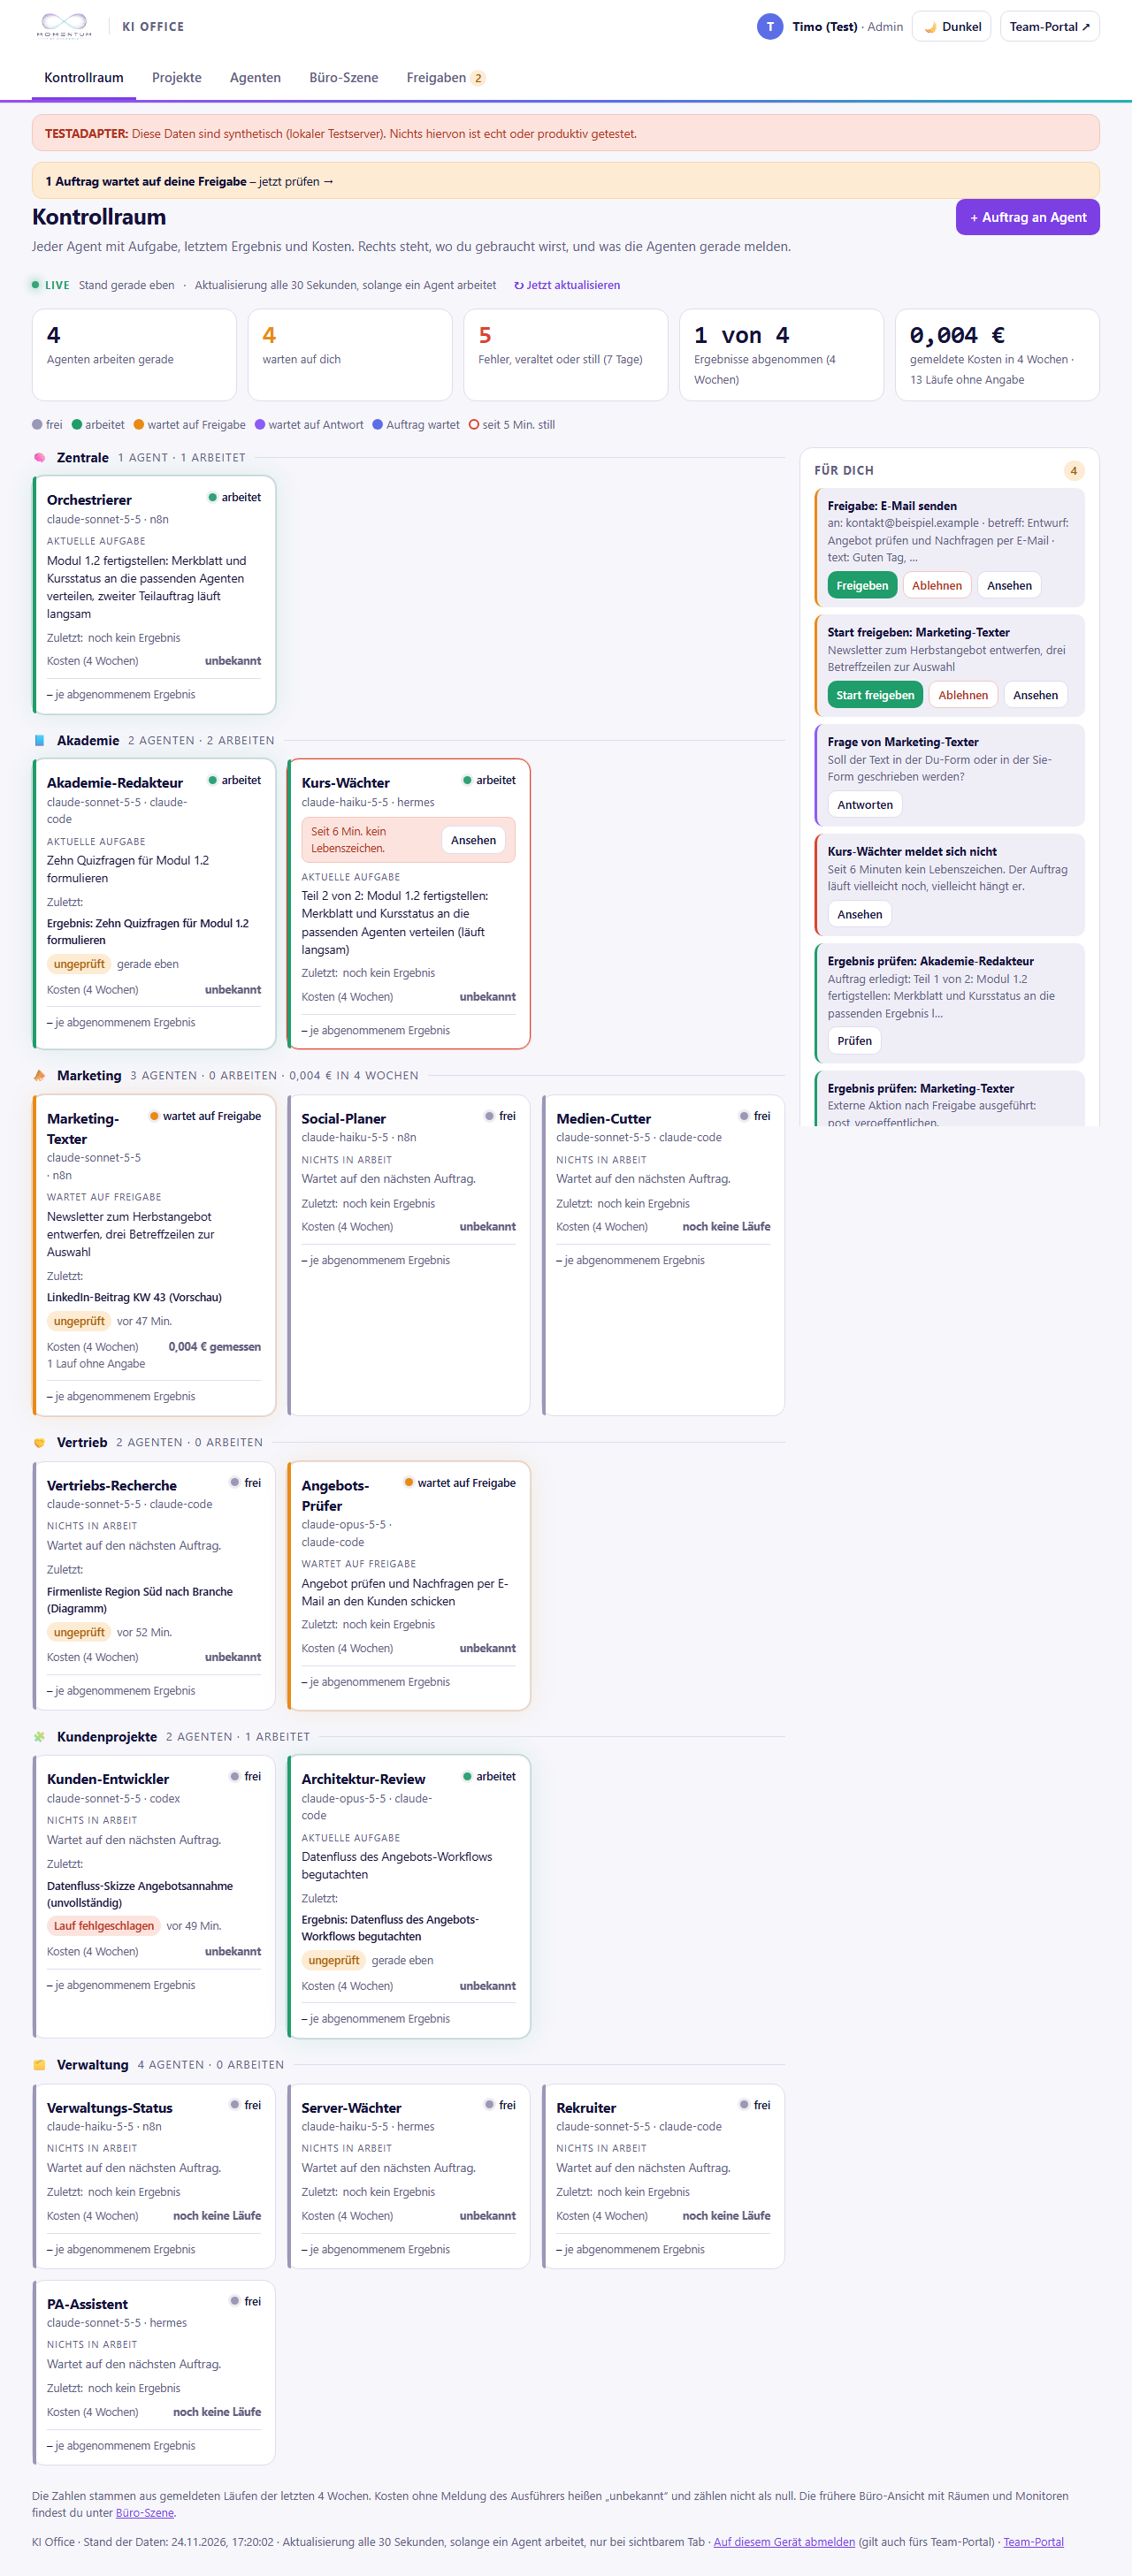 MOMENTUM
KI OFFICE
T
Timo (Test) · Admin
Dunkel
Team-Portal ↗
Kontrollraum
Projekte
Agenten
Büro-Szene
Freigaben 2
TESTADAPTER: Diese Daten sind synthetisch (lokaler Testserver). Nichts hiervon ist echt oder produktiv getestet.
1 Auftrag wartet auf deine Freigabe – jetzt prüfen →
Kontrollraum
+ Auftrag an Agent
Jeder Agent mit Aufgabe, letztem Ergebnis und Kosten. Rechts steht, wo du gebraucht wirst, und was die Agenten gerade melden.
LIVE Stand gerade eben · Aktualisierung alle 30 Sekunden, solange ein Agent arbeitet ↻ Jetzt aktualisieren
4
Agenten arbeiten gerade
4
warten auf dich
5
Fehler, veraltet oder still (7 Tage)
1 von 4
Ergebnisse abgenommen (4
Wochen)
0,004 €
gemeldete Kosten in 4 Wochen ·
13 Läufe ohne Angabe
frei arbeitet wartet auf Freigabe wartet auf Antwort Auftrag wartet seit 5 Min. still
Zentrale 1 AGENT · 1 ARBEITET
Orchestrierer
arbeitet
claude-sonnet-5-5 · n8n
AKTUELLE AUFGABE
Modul 1.2 fertigstellen: Merkblatt und
Kursstatus an die passenden Agenten
verteilen, zweiter Teilauftrag läuft
langsam
Zuletzt: noch kein Ergebnis
Kosten (4 Wochen) unbekannt
– je abgenommenem Ergebnis
Akademie 2 AGENTEN · 2 ARBEITEN
Akademie-Redakteur
arbeitet
claude-sonnet-5-5 · claude-
code
AKTUELLE AUFGABE
Zehn Quizfragen für Modul 1.2
formulieren
Zuletzt:
Ergebnis: Zehn Quizfragen für Modul 1.2
formulieren
ungeprüft gerade eben
Kosten (4 Wochen) unbekannt
– je abgenommenem Ergebnis
Kurs-Wächter
arbeitet
claude-haiku-5-5 · hermes
Seit 6 Min. kein
Lebenszeichen.
Ansehen
AKTUELLE AUFGABE
Teil 2 von 2: Modul 1.2 fertigstellen:
Merkblatt und Kursstatus an die
passenden Agenten verteilen (läuft
langsam)
Zuletzt: noch kein Ergebnis
Kosten (4 Wochen) unbekannt
– je abgenommenem Ergebnis
Marketing 3 AGENTEN · 0 ARBEITEN · 0,004 € IN 4 WOCHEN
Marketing-
Texter
wartet auf Freigabe
claude-sonnet-5-5
· n8n
WARTET AUF FREIGABE
Newsletter zum Herbstangebot
entwerfen, drei Betreffzeilen zur
Auswahl
Zuletzt:
LinkedIn-Beitrag KW 43 (Vorschau)
ungeprüft vor 47 Min.
Kosten (4 Wochen) 0,004 € gemessen
1 Lauf ohne Angabe
– je abgenommenem Ergebnis
Social-Planer
frei
claude-haiku-5-5 · n8n
NICHTS IN ARBEIT
Wartet auf den nächsten Auftrag.
Zuletzt: noch kein Ergebnis
Kosten (4 Wochen) unbekannt
– je abgenommenem Ergebnis
Medien-Cutter
frei
claude-sonnet-5-5 · claude-code
NICHTS IN ARBEIT
Wartet auf den nächsten Auftrag.
Zuletzt: noch kein Ergebnis
Kosten (4 Wochen) noch keine Läufe
– je abgenommenem Ergebnis
Vertrieb 2 AGENTEN · 0 ARBEITEN
Vertriebs-Recherche
frei
claude-sonnet-5-5 · claude-code
NICHTS IN ARBEIT
Wartet auf den nächsten Auftrag.
Zuletzt:
Firmenliste Region Süd nach Branche
(Diagramm)
ungeprüft vor 52 Min.
Kosten (4 Wochen) unbekannt
– je abgenommenem Ergebnis
Angebots-
Prüfer
wartet auf Freigabe
claude-opus-5-5 ·
claude-code
WARTET AUF FREIGABE
Angebot prüfen und Nachfragen per E-
Mail an den Kunden schicken
Zuletzt: noch kein Ergebnis
Kosten (4 Wochen) unbekannt
– je abgenommenem Ergebnis
Kundenprojekte 2 AGENTEN · 1 ARBEITET
Kunden-Entwickler
frei
claude-sonnet-5-5 · codex
NICHTS IN ARBEIT
Wartet auf den nächsten Auftrag.
Zuletzt:
Datenfluss-Skizze Angebotsannahme
(unvollständig)
Lauf fehlgeschlagen vor 49 Min.
Kosten (4 Wochen) unbekannt
– je abgenommenem Ergebnis
Architektur-Review
arbeitet
claude-opus-5-5 · claude-
code
AKTUELLE AUFGABE
Datenfluss des Angebots-Workflows
begutachten
Zuletzt:
Ergebnis: Datenfluss des Angebots-
Workflows begutachten
ungeprüft gerade eben
Kosten (4 Wochen) unbekannt
– je abgenommenem Ergebnis
Verwaltung 4 AGENTEN · 0 ARBEITEN
Verwaltungs-Status
frei
claude-haiku-5-5 · n8n
NICHTS IN ARBEIT
Wartet auf den nächsten Auftrag.
Zuletzt: noch kein Ergebnis
Kosten (4 Wochen) noch keine Läufe
– je abgenommenem Ergebnis
Server-Wächter
frei
claude-haiku-5-5 · hermes
NICHTS IN ARBEIT
Wartet auf den nächsten Auftrag.
Zuletzt: noch kein Ergebnis
Kosten (4 Wochen) unbekannt
– je abgenommenem Ergebnis
Rekruiter
frei
claude-sonnet-5-5 · claude-code
NICHTS IN ARBEIT
Wartet auf den nächsten Auftrag.
Zuletzt: noch kein Ergebnis
Kosten (4 Wochen) noch keine Läufe
– je abgenommenem Ergebnis
PA-Assistent
frei
claude-sonnet-5-5 · hermes
NICHTS IN ARBEIT
Wartet auf den nächsten Auftrag.
Zuletzt: noch kein Ergebnis
Kosten (4 Wochen) noch keine Läufe
– je abgenommenem Ergebnis
FÜR DICH 4
Freigabe: E-Mail senden
an: kontakt@beispiel.example · betreff: Entwurf:
Angebot prüfen und Nachfragen per E-Mail ·
text: Guten Tag, ...
Freigeben Ablehnen Ansehen
Start freigeben: Marketing-Texter
Newsletter zum Herbstangebot entwerfen, drei
Betreffzeilen zur Auswahl
Start freigeben Ablehnen Ansehen
Frage von Marketing-Texter
Soll der Text in der Du-Form oder in der Sie-
Form geschrieben werden?
Antworten
Kurs-Wächter meldet sich nicht
Seit 6 Minuten kein Lebenszeichen. Der Auftrag
läuft vielleicht noch, vielleicht hängt er.
Ansehen
Ergebnis prüfen: Akademie-Redakteur
Auftrag erledigt: Teil 1 von 2: Modul 1.2
fertigstellen: Merkblatt und Kursstatus an die
passenden Ergebnis l...
Prüfen
Ergebnis prüfen: Marketing-Texter
Externe Aktion nach Freigabe ausgeführt:
post_veroeffentlichen.
Die Zahlen stammen aus gemeldeten Läufen der letzten 4 Wochen. Kosten ohne Meldung des Ausführers heißen „unbekannt“ und zählen nicht als null. Die frühere Büro-Ansicht mit Räumen und Monitoren
findest du unter Büro-Szene.
KI Office · Stand der Daten: 24.11.2026, 17:20:02 · Aktualisierung alle 30 Sekunden, solange ein Agent arbeitet, nur bei sichtbarem Tab · Auf diesem Gerät abmelden (gilt auch fürs Team-Portal) · Team-Portal